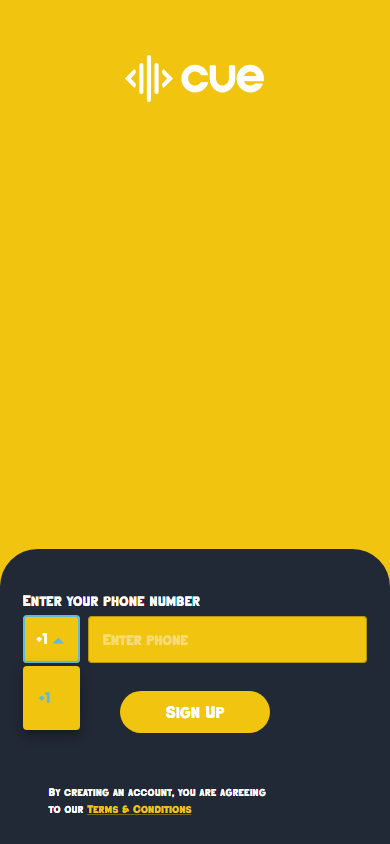 cue
Enter your phone number
+1
Enter phone
+1
Sign Up
By creating an account, you are agreeing
to our Terms & Conditions